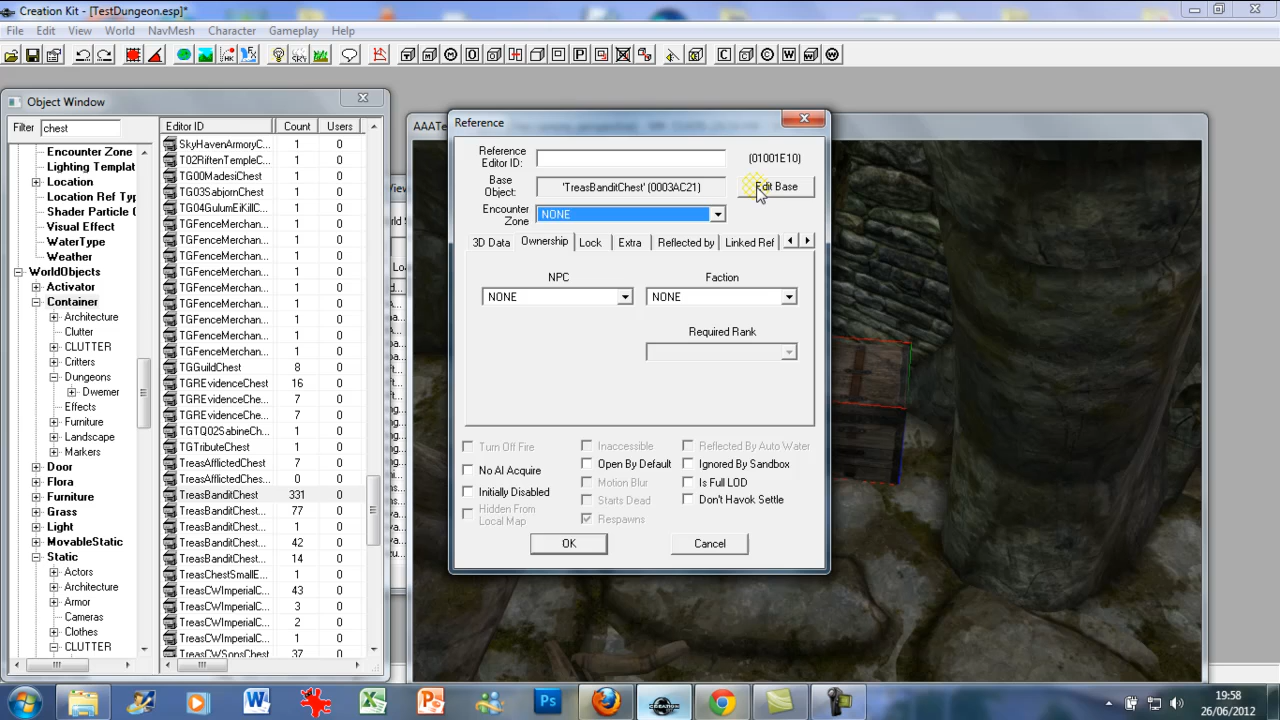 Creation Kit - [TestDungeon.esp]*
File Edit View World NavMesh Character Gameplay Help
Object Window
Filter chest
Encounter Zone
Lighting Templat
Location
Location Ref Typ
Shader Particle G
Visual Effect
WaterType
Weather
WorldObjects
Activator
Container
Architecture
Clutter
CLUTTER
Critters
Dungeons
Dwemer
Effects
Furniture
Landscape
Markers
Door
Flora
Furniture
Grass
Light
MovableStatic
Static
Actors
Architecture
Armor
Cameras
Clothes
CLUTTER
Editor ID Count Users
SkyHavenArmoryC... 1 0
T02RiftenTempleC... 1 0
TG00MadesiChest 1 0
TG03SabjornChest 1 0
TG04GulumEiKillC... 1 0
TGFenceMerchan... 1 0
TGFenceMerchan... 1 0
TGFenceMerchan... 1 0
TGFenceMerchan... 1 0
TGFenceMerchan... 1 0
TGFenceMerchan... 1 0
TGFenceMerchan... 1 0
TGFenceMerchan... 1 0
TGFenceMerchan... 1 0
TGGuildChest 8 0
TGREvidenceChest 16 0
TGREvidenceChest 7 0
TGREvidenceChest 7 0
TGTQ02SabineCh... 1 0
TGTributeChest 1 0
TreasAfflictedChest 7 0
TreasAfflictedChes... 0 0
TreasBanditChest 331 0
TreasBanditChest... 77 0
TreasBanditChest... 1 0
TreasBanditChest... 42 0
TreasBanditChest... 14 0
TreasChestSmallE... 1 0
TreasCWImperialC... 43 0
TreasCWImperialC... 3 0
TreasCWImperialC... 2 0
TreasCWImperialC... 1 0
TreasCWSonsChest 37 0
AAATe
Reference
Reference Editor ID: (01001E10)
Base Object: 'TreasBanditChest' (0003AC21) Edit Base
Encounter Zone NONE
3D Data Ownership Lock Extra Reflected by Linked Ref
NPC Faction
NONE NONE
Required Rank
Turn Off Fire Inaccessible Reflected By Auto Water
No AI Acquire Open By Default Ignored By Sandbox
Initially Disabled Motion Blur Is Full LOD
Hidden From Local Map Starts Dead Don't Havok Settle
Respawns
OK Cancel
19:58
26/06/2012